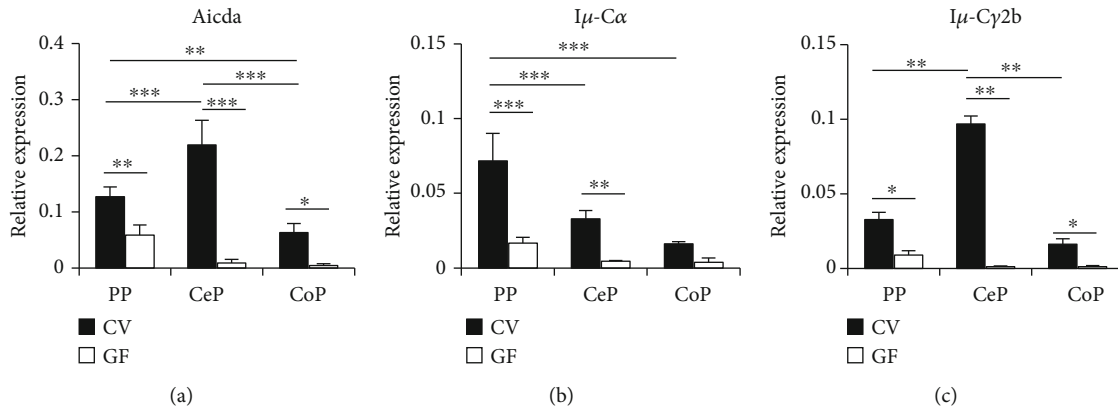 Aicda
Relative expression
0.4
0.3
0.2
0.1
0
**
***
***
***
**
*
PP
CeP
CoP
CV
GF
(a)
Iμ-Cα
Relative expression
0.15
0.1
0.05
0
***
***
***
**
PP
CeP
CoP
CV
GF
(b)
Iμ-Cγ2b
Relative expression
0.15
0.1
0.05
0
**
**
**
*
*
PP
CeP
CoP
CV
GF
(c)